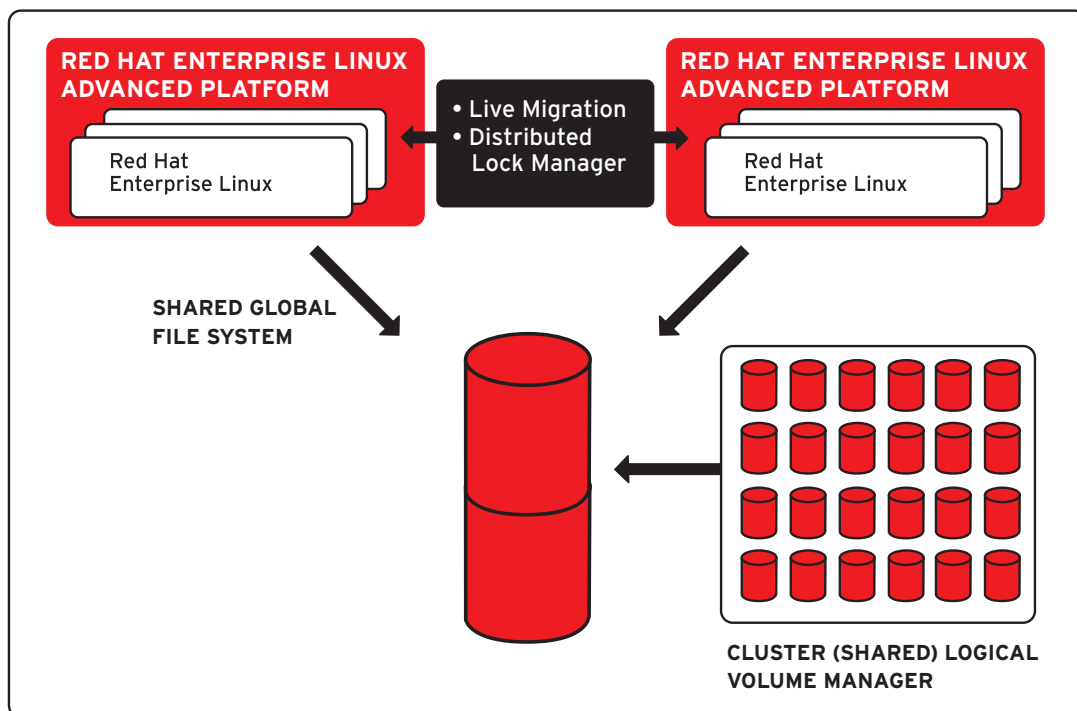 RED HAT ENTERPRISE LINUX
ADVANCED PLATFORM
Red Hat
Enterprise Linux
• Live Migration
• Distributed
Lock Manager
RED HAT ENTERPRISE LINUX
ADVANCED PLATFORM
Red Hat
Enterprise Linux
SHARED GLOBAL
FILE SYSTEM
CLUSTER (SHARED) LOGICAL
VOLUME MANAGER